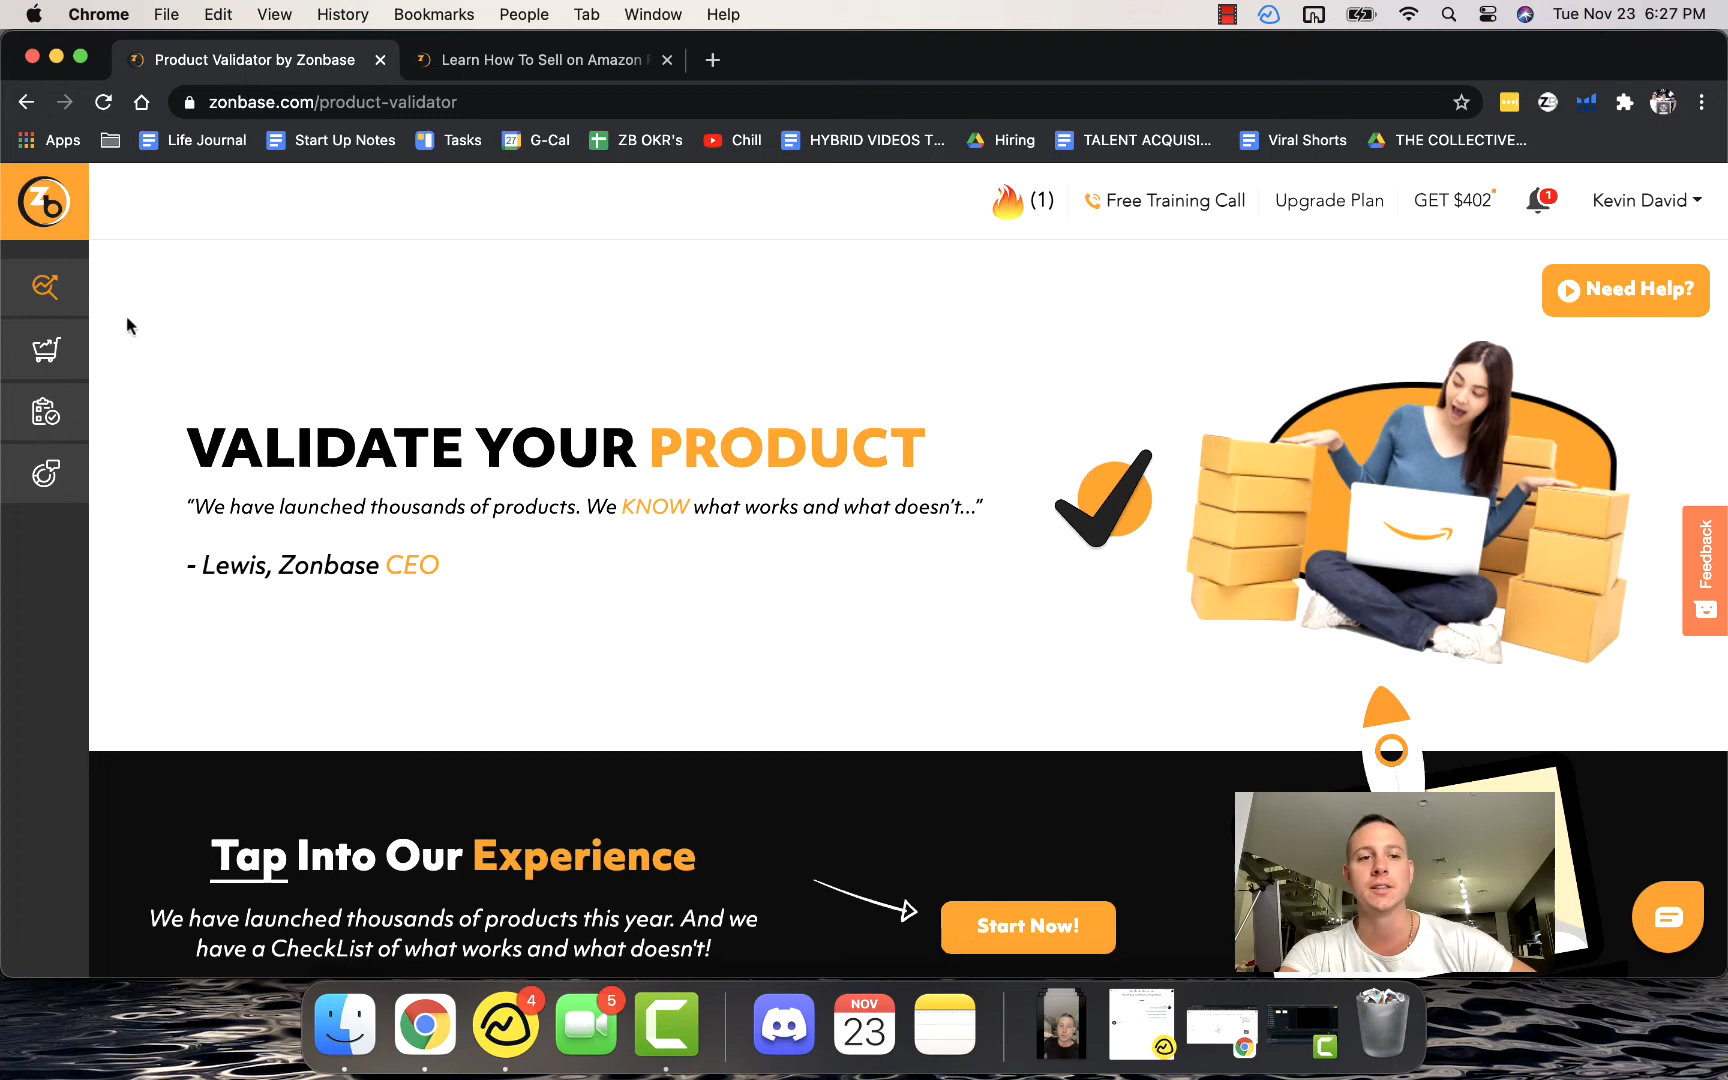 Chrome File Edit View History Bookmarks People Tab Window Help Tue Nov 23 6:27 PM
Product Validator by Zonbase Learn How To Sell on Amazon
zonbase.com/product-validator
Apps Life Journal Start Up Notes Tasks G-Cal ZB OKR's Chill HYBRID VIDEOS T... Hiring TALENT ACQUISI... Viral Shorts THE COLLECTIVE...
(1) Free Training Call Upgrade Plan GET $402 1 Kevin David
Need Help?
VALIDATE YOUR PRODUCT
“We have launched thousands of products. We KNOW what works and what doesn't...”
- Lewis, Zonbase CEO
Feedback
Tap Into Our Experience
We have launched thousands of products this year. And we
have a CheckList of what works and what doesn't!
Start Now!
4 5 NOV
23